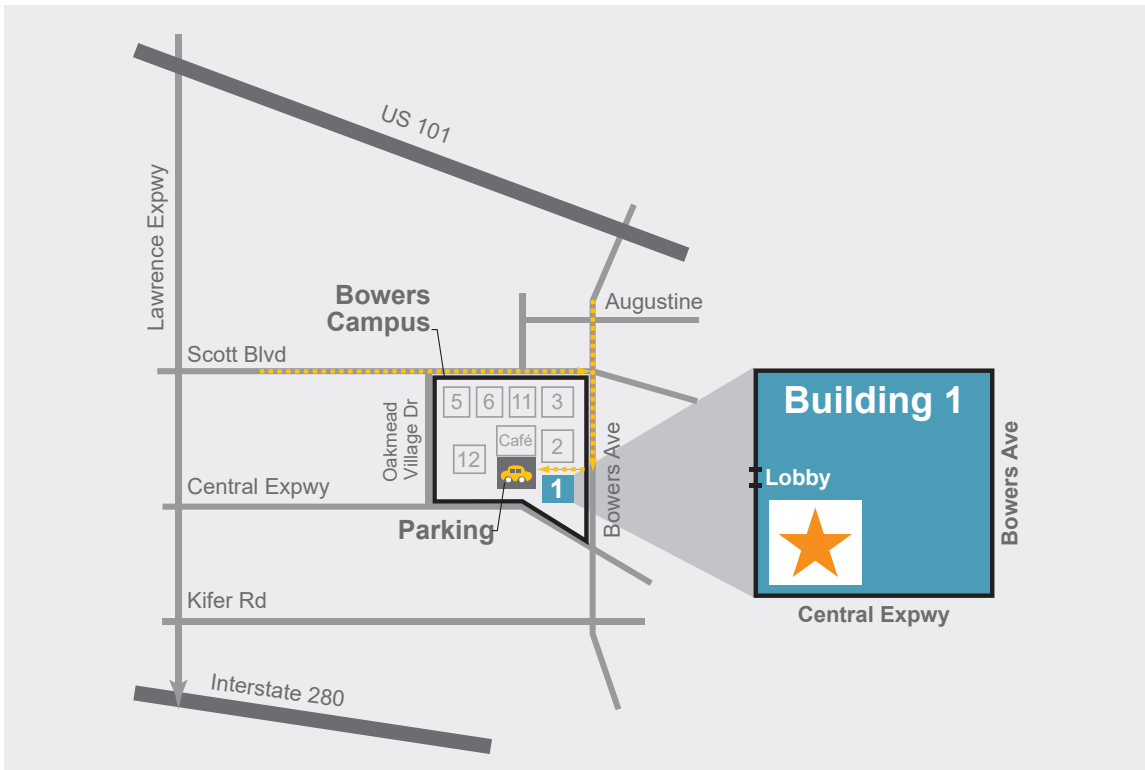 US 101
Lawrence Expwy
Bowers
Campus
Augustine
Scott Blvd
5
6
11
3
Building 1
Oakmead
Village Dr
Café
2
12
Bowers Ave
Bowers Ave
Lobby
Central Expwy
1
Parking
Kifer Rd
Central Expwy
Interstate 280